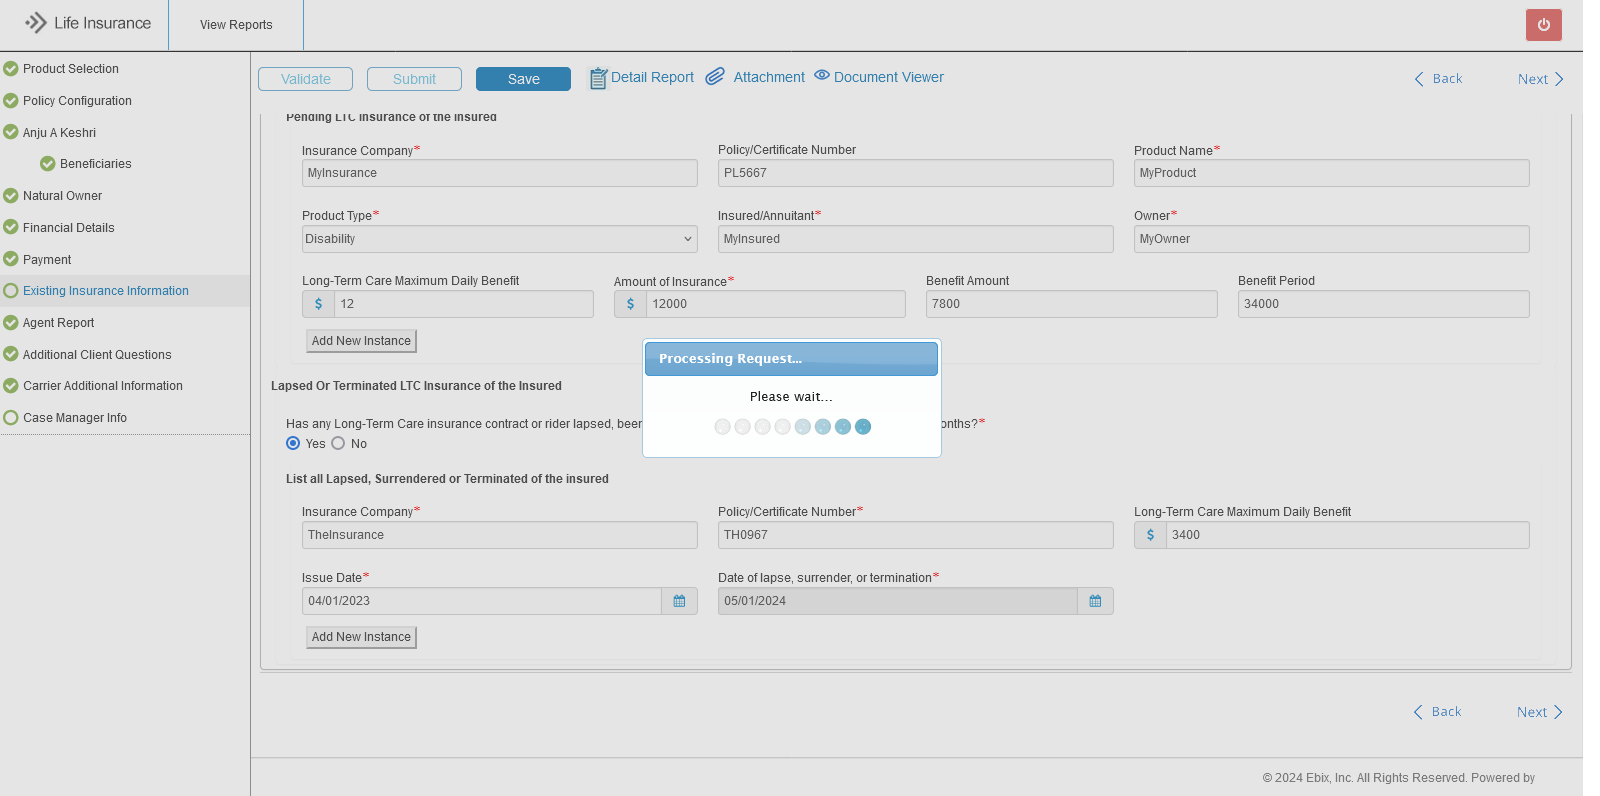 Life Insurance
View Reports
Product Selection
Policy Configuration
Anju A Keshri
Beneficiaries
Natural Owner
Financial Details
Payment
Existing Insurance Information
Agent Report
Additional Client Questions
Carrier Additional Information
Case Manager Info
Validate Submit Save Detail Report Attachment Document Viewer Back Next
Pending LTC Insurance of the insured
Insurance Company* Policy/Certificate Number Product Name*
MyInsurance PL5667 MyProduct
Product Type* Insured/Annuitant* Owner*
Disability MyInsured MyOwner
Long-Term Care Maximum Daily Benefit Amount of Insurance* Benefit Amount Benefit Period
$ 12 $ 12000 7800 34000
Add New Instance
Processing Request...
Please wait...
Lapsed Or Terminated LTC Insurance of the Insured
Has any Long-Term Care insurance contract or rider lapsed, beer onths?*
Yes No
List all Lapsed, Surrendered or Terminated of the insured
Insurance Company* Policy/Certificate Number* Long-Term Care Maximum Daily Benefit
TheInsurance TH0967 $ 3400
Issue Date* Date of lapse, surrender, or termination*
04/01/2023 05/01/2024
Add New Instance
Back Next
© 2024 Ebix, Inc. All Rights Reserved. Powered by